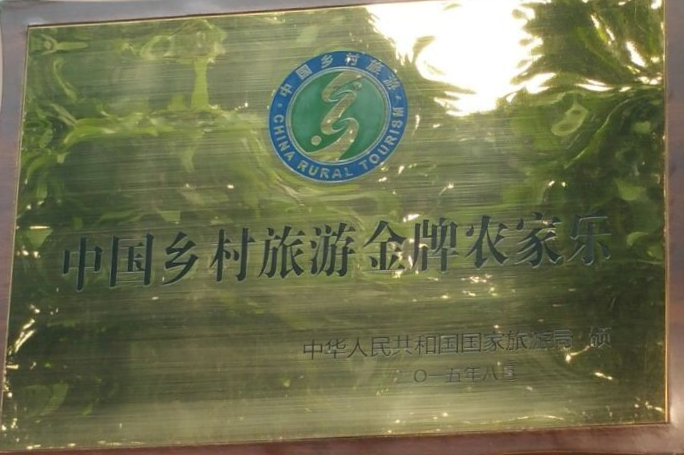 中国乡村旅游
CHINA RURAL TOURISM
中国乡村旅游金牌农家乐
中华人民共和国国家旅游局 颁
二〇一五年八月